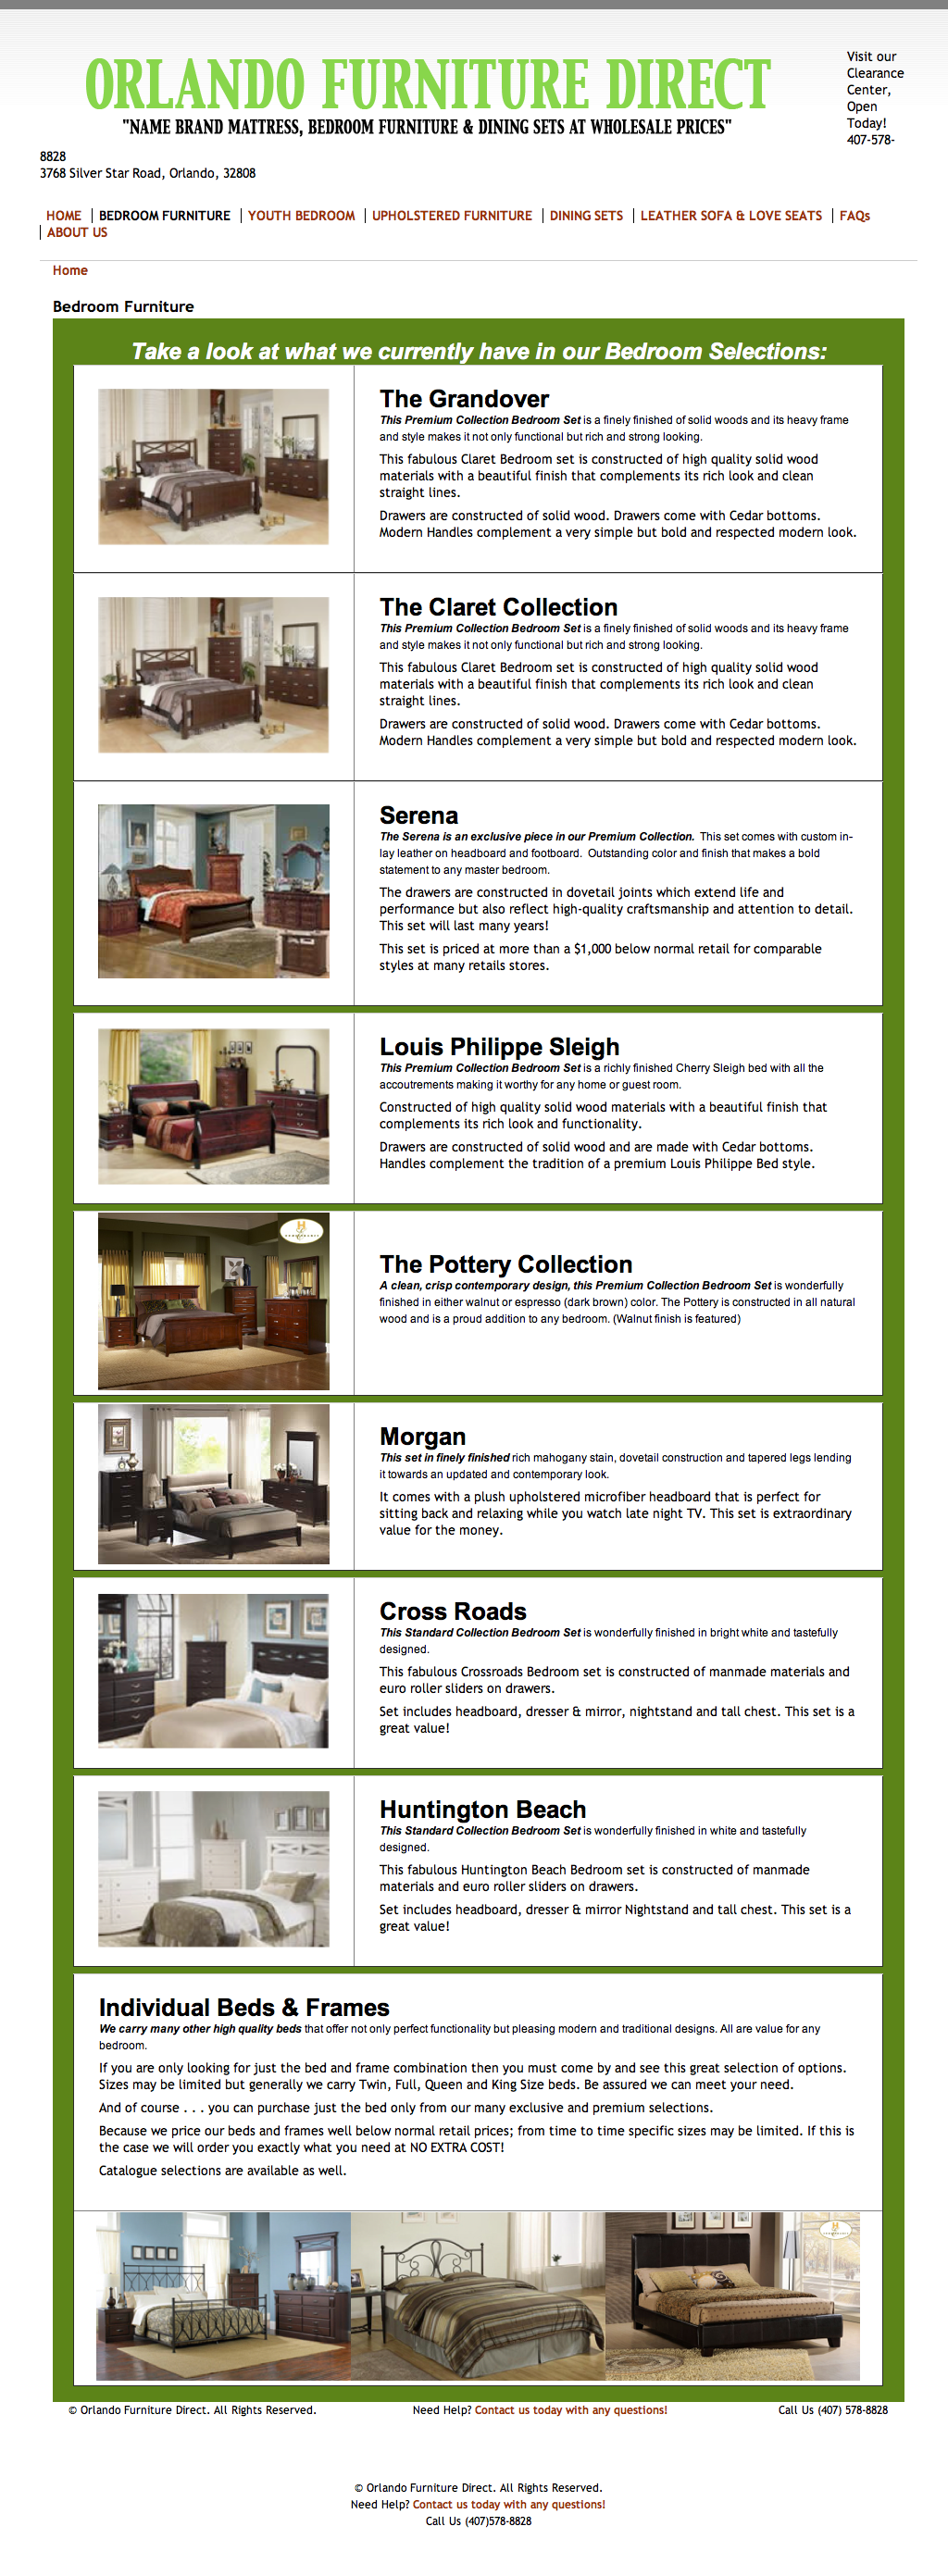 ORLANDO FURNITURE DIRECT
"NAME BRAND MATTRESS, BEDROOM FURNITURE & DINING SETS AT WHOLESALE PRICES"
Visit our
Clearance
Center,
Open
Today!
407-578-
8828
3768 Silver Star Road, Orlando, 32808
HOME | BEDROOM FURNITURE | YOUTH BEDROOM | UPHOLSTERED FURNITURE | DINING SETS | LEATHER SOFA & LOVE SEATS | FAQs
| ABOUT US
Home
Bedroom Furniture
Take a look at what we currently have in our Bedroom Selections:
The Grandover
This Premium Collection Bedroom Set is a finely finished of solid woods and its heavy frame
and style makes it not only functional but rich and strong looking.
This fabulous Claret Bedroom set is constructed of high quality solid wood
materials with a beautiful finish that complements its rich look and clean
straight lines.
Drawers are constructed of solid wood. Drawers come with Cedar bottoms.
Modern Handles complement a very simple but bold and respected modern look.
The Claret Collection
This Premium Collection Bedroom Set is a finely finished of solid woods and its heavy frame
and style makes it not only functional but rich and strong looking.
This fabulous Claret Bedroom set is constructed of high quality solid wood
materials with a beautiful finish that complements its rich look and clean
straight lines.
Drawers are constructed of solid wood. Drawers come with Cedar bottoms.
Modern Handles complement a very simple but bold and respected modern look.
Serena
The Serena is an exclusive piece in our Premium Collection. This set comes with custom in-
lay leather on headboard and footboard. Outstanding color and finish that makes a bold
statement to any master bedroom.
The drawers are constructed in dovetail joints which extend life and
performance but also reflect high-quality craftsmanship and attention to detail.
This set will last many years!
This set is priced at more than a $1,000 below normal retail for comparable
styles at many retails stores.
Louis Philippe Sleigh
This Premium Collection Bedroom Set is a richly finished Cherry Sleigh bed with all the
accoutrements making it worthy for any home or guest room.
Constructed of high quality solid wood materials with a beautiful finish that
complements its rich look and functionality.
Drawers are constructed of solid wood and are made with Cedar bottoms.
Handles complement the tradition of a premium Louis Philippe Bed style.
The Pottery Collection
A clean, crisp contemporary design, this Premium Collection Bedroom Set is wonderfully
finished in either walnut or espresso (dark brown) color. The Pottery is constructed in all natural
wood and is a proud addition to any bedroom. (Walnut finish is featured)
Morgan
This set in finely finished rich mahogany stain, dovetail construction and tapered legs lending
it towards an updated and contemporary look.
It comes with a plush upholstered microfiber headboard that is perfect for
sitting back and relaxing while you watch late night TV. This set is extraordinary
value for the money.
Cross Roads
This Standard Collection Bedroom Set is wonderfully finished in bright white and tastefully
designed.
This fabulous Crossroads Bedroom set is constructed of manmade materials and
euro roller sliders on drawers.
Set includes headboard, dresser & mirror, nightstand and tall chest. This set is a
great value!
Huntington Beach
This Standard Collection Bedroom Set is wonderfully finished in white and tastefully
designed.
This fabulous Huntington Beach Bedroom set is constructed of manmade
materials and euro roller sliders on drawers.
Set includes headboard, dresser & mirror Nightstand and tall chest. This set is a
great value!
Individual Beds & Frames
We carry many other high quality beds that offer not only perfect functionality but pleasing modern and traditional designs. All are value for any
bedroom.
If you are only looking for just the bed and frame combination then you must come by and see this great selection of options.
Sizes may be limited but generally we carry Twin, Full, Queen and King Size beds. Be assured we can meet your need.
And of course . . . you can purchase just the bed only from our many exclusive and premium selections.
Because we price our beds and frames well below normal retail prices; from time to time specific sizes may be limited. If this is
the case we will order you exactly what you need at NO EXTRA COST!
Catalogue selections are available as well.
© Orlando Furniture Direct. All Rights Reserved. Need Help? Contact us today with any questions! Call Us (407) 578-8828
© Orlando Furniture Direct. All Rights Reserved.
Need Help? Contact us today with any questions!
Call Us (407)578-8828